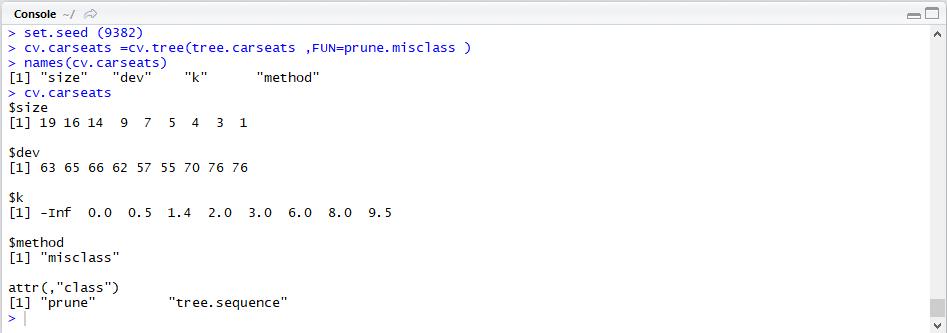 Console ~/
> set.seed (9382)
> cv.carseats =cv.tree(tree.carseats ,FUN=prune.misclass )
> names(cv.carseats)
[1] "size"   "dev"    "k"      "method"
> cv.carseats
$size
[1] 19 16 14  9  7  5  4  3  1

$dev
[1] 63 65 66 62 57 55 70 76 76

$k
[1] -Inf  0.0  0.5  1.4  2.0  3.0  6.0  8.0  9.5

$method
[1] "misclass"

attr(,"class")
[1] "prune"         "tree.sequence"
>